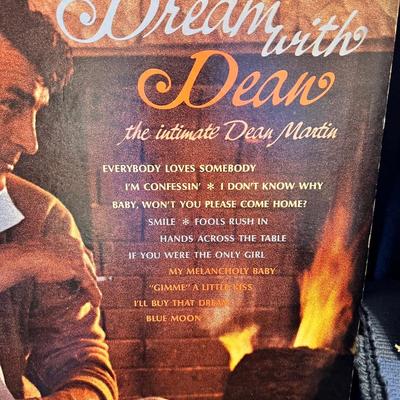 Dream with
Dean
the intimate Dean Martin
EVERYBODY LOVES SOMEBODY
I'M CONFESSIN' * I DON'T KNOW WHY
BABY, WON'T YOU PLEASE COME HOME?
SMILE * FOOLS RUSH IN
HANDS ACROSS THE TABLE
IF YOU WERE THE ONLY GIRL
MY MELANCHOLY BABY
"GIMME" A LITTLE KISS
I'LL BUY THAT DREAM
BLUE MOON